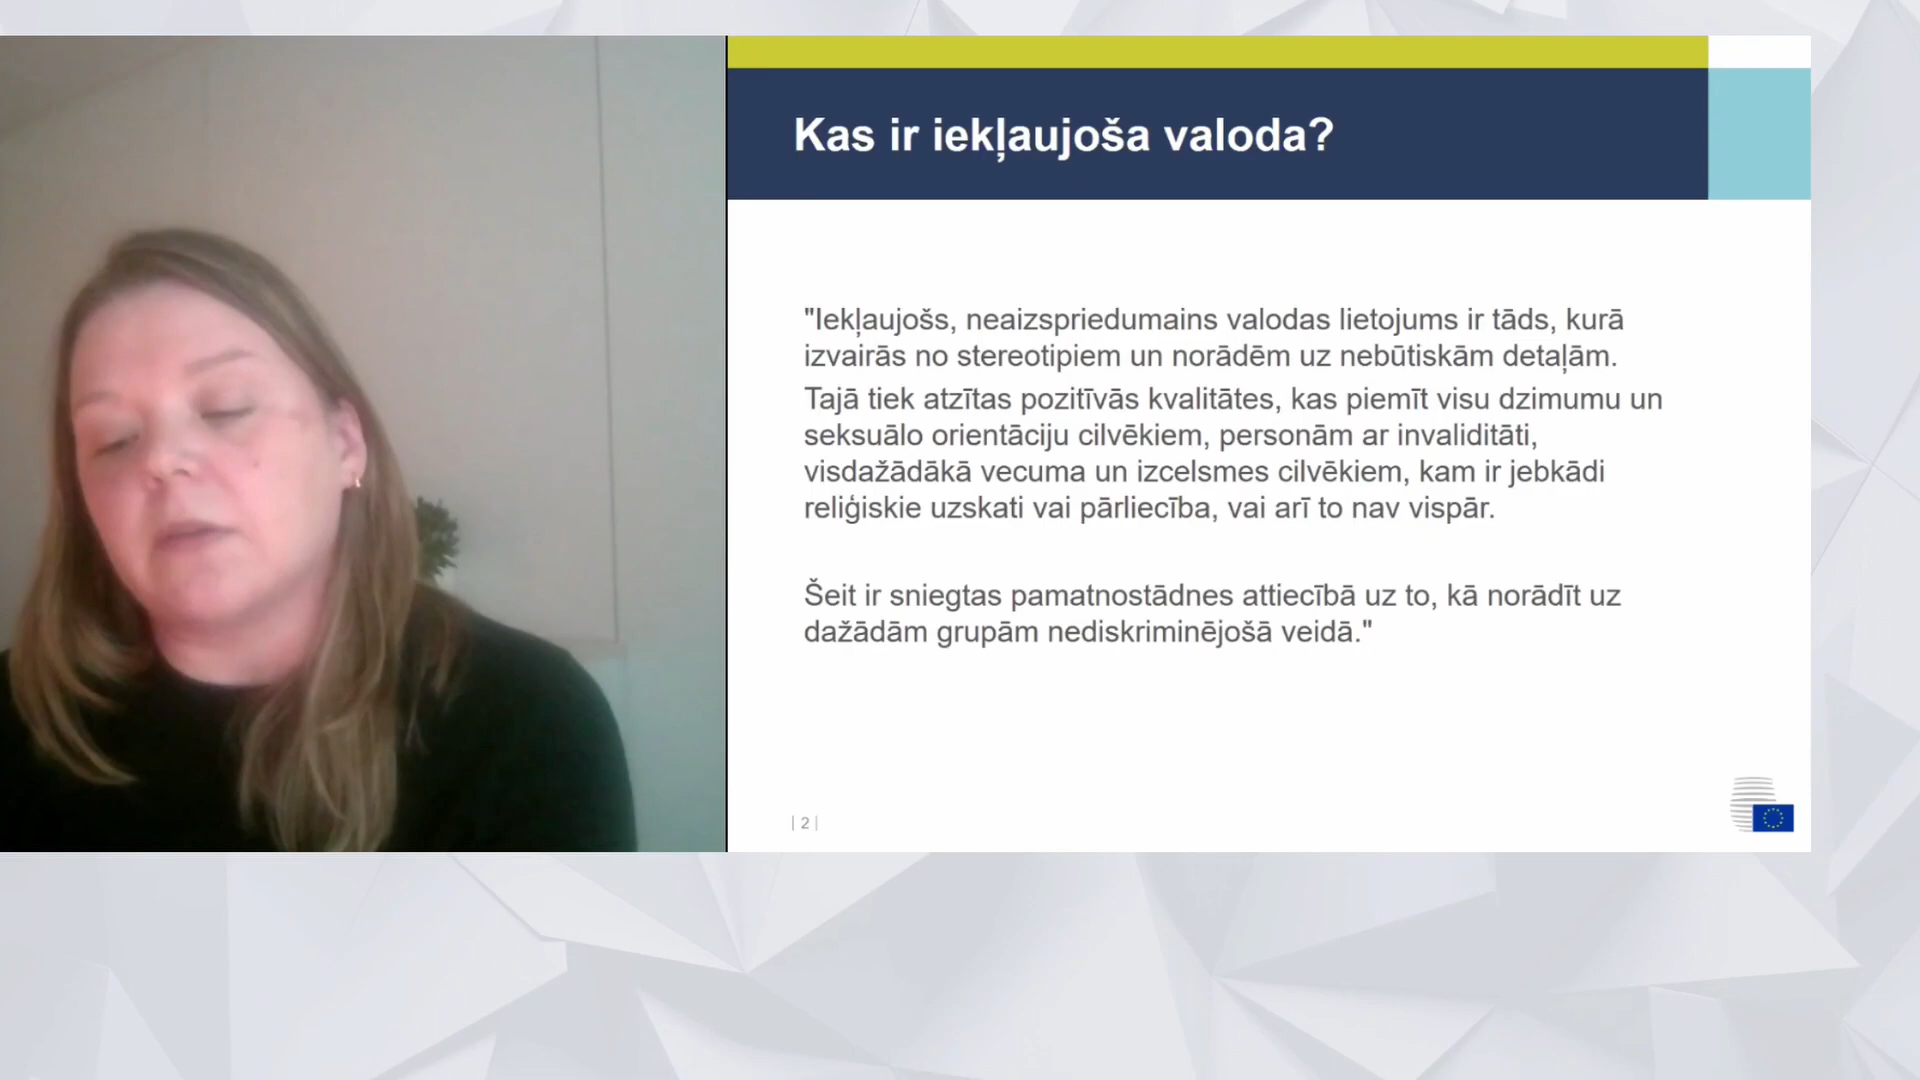 Kas ir iekļaujoša valoda?
"Iekļaujošs, neaizspriedumains valodas lietojums ir tāds, kurā
izvairās no stereotipiem un norādēm uz nebūtiskām detaļām.
Tajā tiek atzītas pozitīvās kvalitātes, kas piemīt visu dzimumu un
seksuālo orientāciju cilvēkiem, personām ar invaliditāti,
visdažādākā vecuma un izcelsmes cilvēkiem, kam ir jebkādi
reliģiskie uzskati vai pārliecība, vai arī to nav vispār.
Šeit ir sniegtas pamatnostādnes attiecībā uz to, kā norādīt uz
dažādām grupām nediskriminējošā veidā."
| 2 |